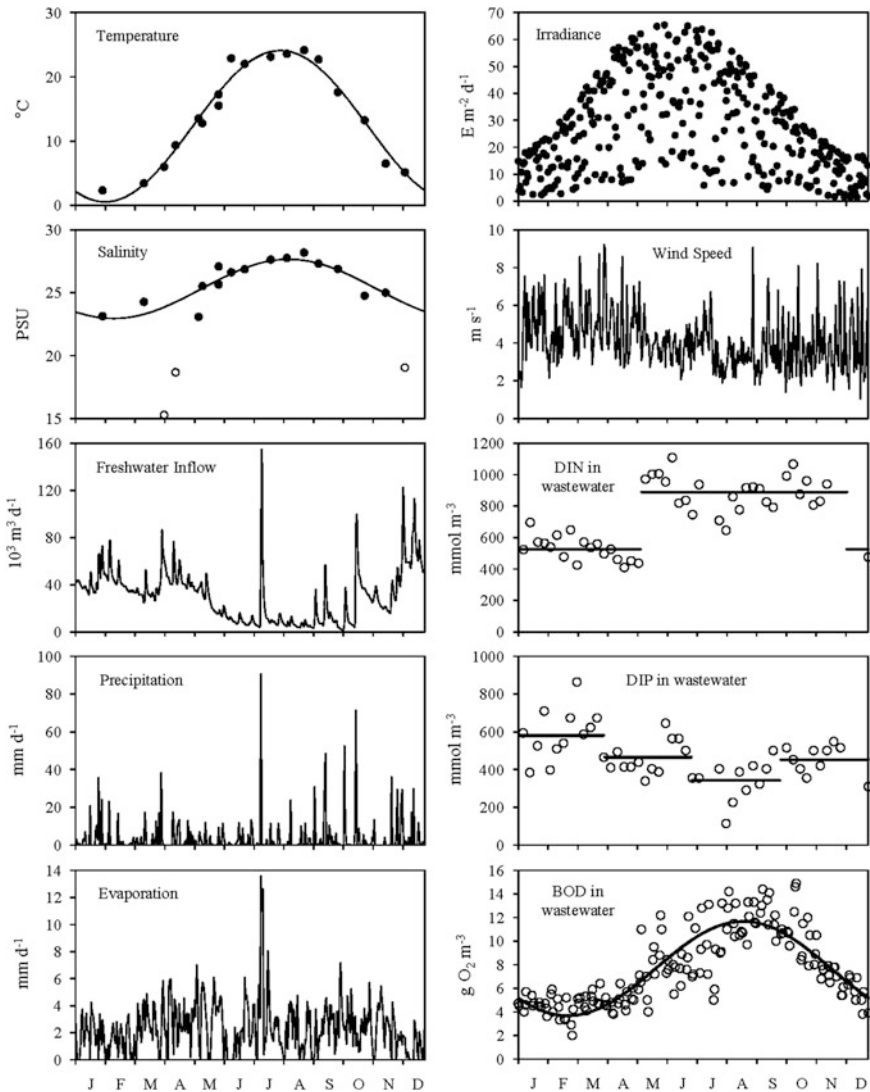 Temperature
°C
30
20
10
0
Irradiance
E m⁻² d⁻¹
70
60
50
40
30
20
10
0
Salinity
PSU
30
25
20
15
Wind Speed
m s⁻¹
10
8
6
4
2
0
Freshwater Inflow
10³ m³ d⁻¹
160
120
80
40
0
DIN in
wastewater
mmol m⁻³
1200
1000
800
600
400
200
0
Precipitation
mm d⁻¹
100
80
60
40
20
0
DIP in wastewater
mmol m⁻³
1000
800
600
400
200
0
Evaporation
mm d⁻¹
14
12
10
8
6
4
2
0
J F M A M J J A S O N D
BOD in
wastewater
g O₂ m⁻³
16
14
12
10
8
6
4
2
0
J F M A M J J A S O N D